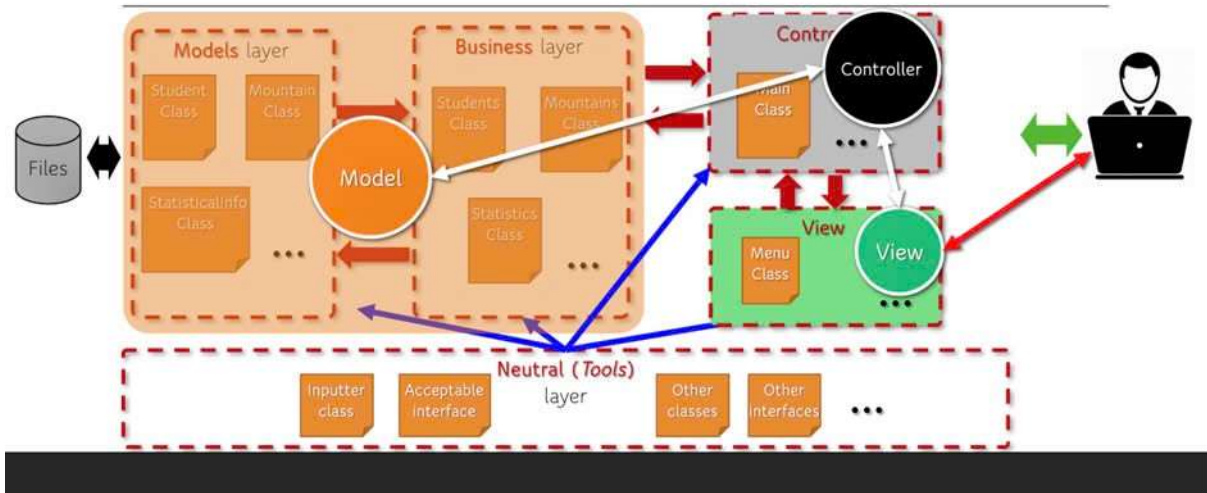 Models layer
Student
Class
Mountain
Class
StatisticalInfo
Class
Business layer
Students
Class
Mountains
Class
Statistics
Class
Model
Controller
Main
Class
View
Menu
Class
View
Files
Neutral (Tools)
layer
Inputter
class
Acceptable
interface
Other
classes
Other
interfaces